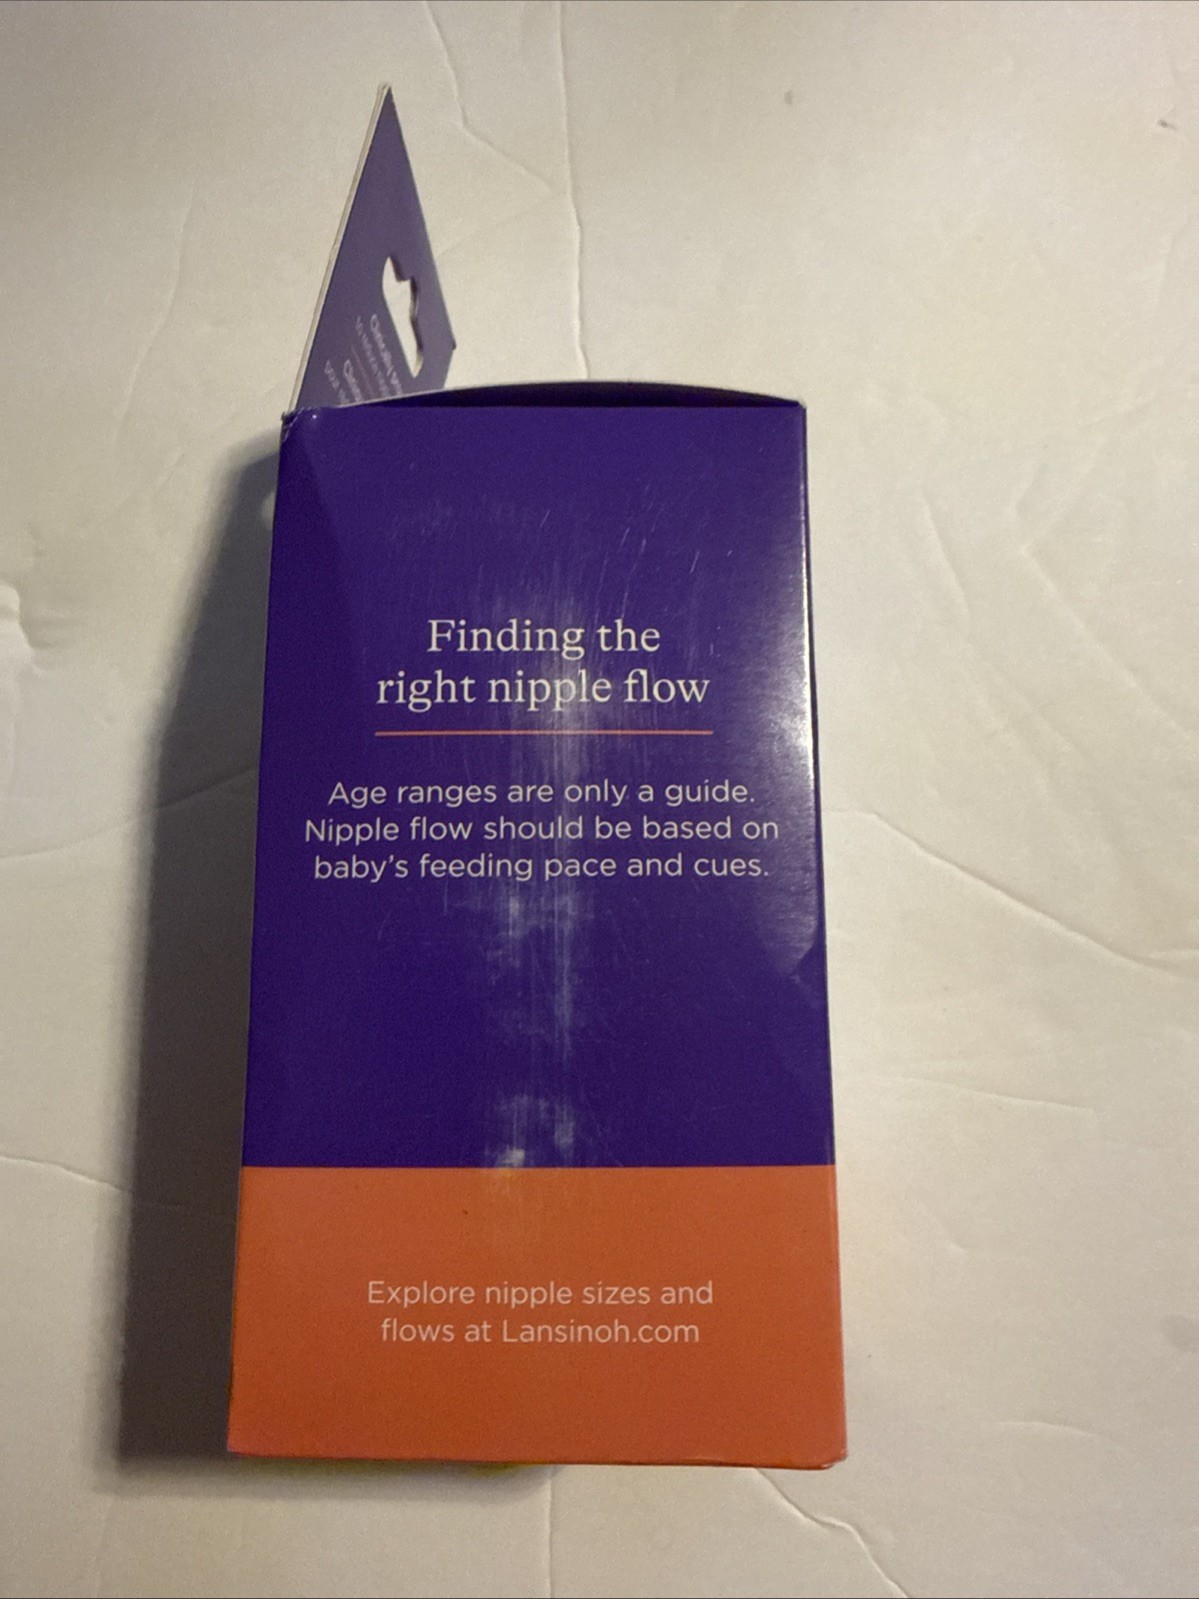 Clinically
Finding the
right nipple flow
Age ranges are only a guide.
Nipple flow should be based on
baby's feeding pace and cues.
Explore nipple sizes and
flows at Lansinoh.com